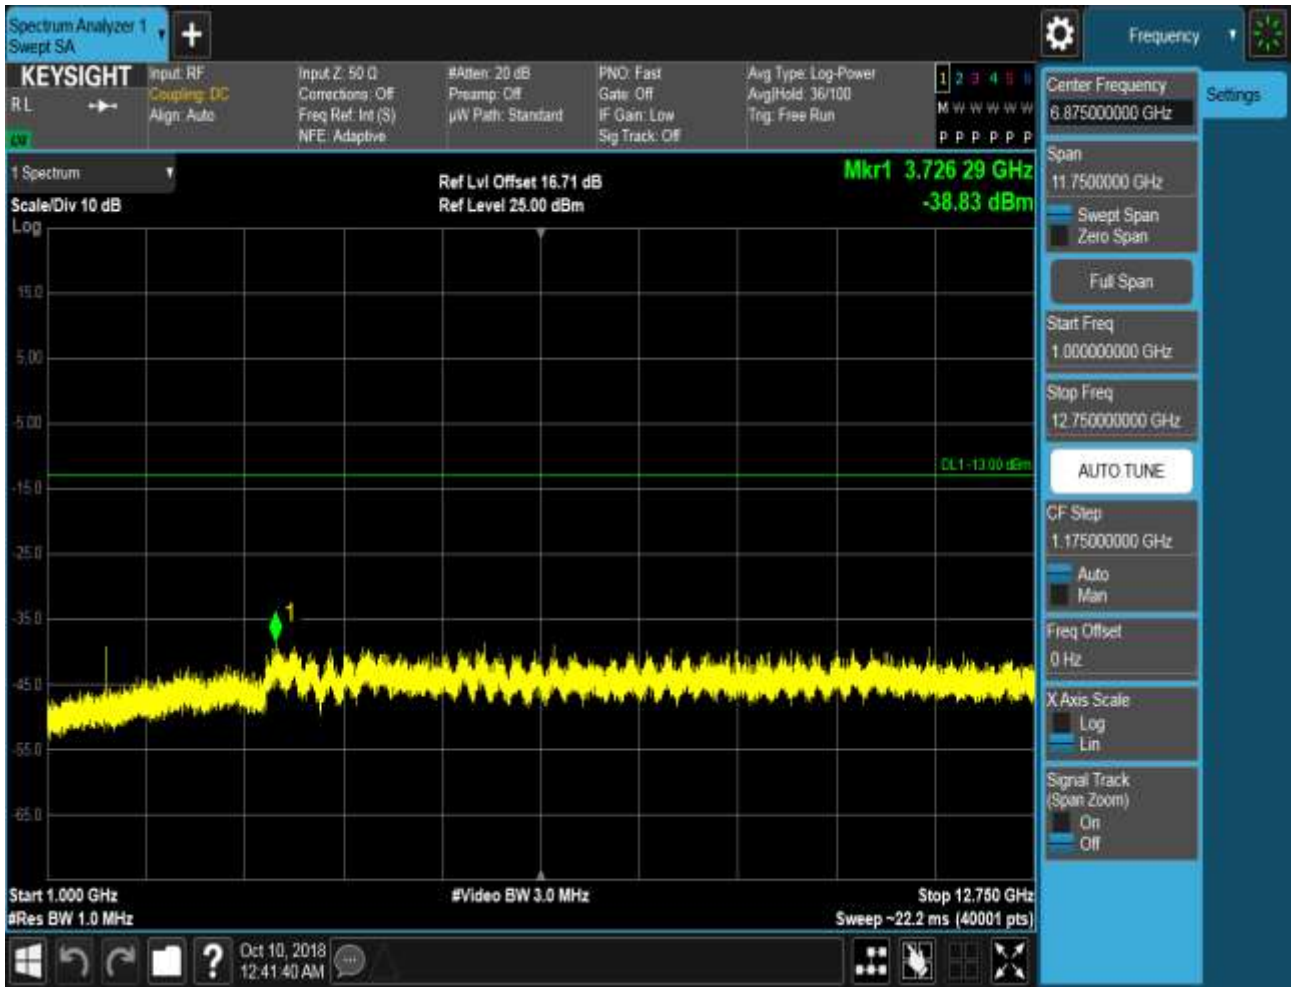 Spectrum Analyzer 1
Swept SA
+
Frequency
KEYSIGHT
RL
Input: RF
Coupling: DC
Align: Auto
Input Z: 50 Ω
Corrections: Off
Freq Ref: Int (S)
NFE: Adaptive
#Atten: 20 dB
Preamp: Off
µW Path: Standard
PNO: Fast
Gate: Off
IF Gain: Low
Sig Track: Off
Avg Type: Log-Power
Avg|Hold: 36/100
Trig: Free Run
1 2 3 4 5 6
M W W W W W
P P P P P P
1 Spectrum
Scale/Div 10 dB
Log
Ref Lvl Offset 16.71 dB
Ref Level 25.00 dBm
Mkr1 3.726 29 GHz
-38.83 dBm
15.0
5.00
-5.00
-15.0
-25.0
-35.0
-45.0
-55.0
-65.0
DL1 -13.00 dBm
1
Start 1.000 GHz
#Res BW 1.0 MHz
#Video BW 3.0 MHz
Stop 12.750 GHz
Sweep ~22.2 ms (40001 pts)
Center Frequency
6.875000000 GHz
Settings
Span
11.7500000 GHz
Swept Span
Zero Span
Full Span
Start Freq
1.000000000 GHz
Stop Freq
12.750000000 GHz
AUTO TUNE
CF Step
1.175000000 GHz
Auto
Man
Freq Offset
0 Hz
X Axis Scale
Log
Lin
Signal Track
(Span Zoom)
On
Off
?
Oct 10, 2018
12:41:40 AM